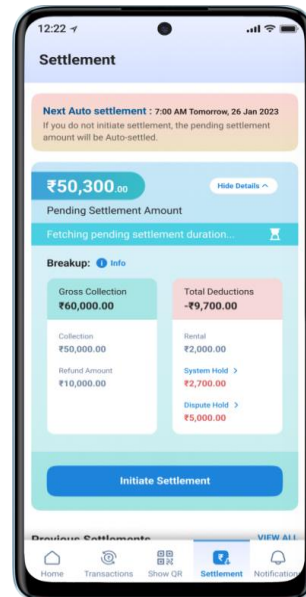 12:22
Settlement
Next Auto settlement : 7:00 AM Tomorrow, 26 Jan 2023
If you do not initiate settlement, the pending settlement
amount will be Auto-settled.
₹50,300.00
Hide Details
Pending Settlement Amount
Fetching pending settlement duration...
Breakup: i Info
Gross Collection
₹60,000.00
Collection
₹50,000.00
Refund Amount
₹10,000.00
Total Deductions
-₹9,700.00
Rental
₹2,000.00
System Hold >
₹2,700.00
Dispute Hold >
₹5,000.00
Initiate Settlement
Previous Settlements VIEW ALL
Home Transactions Show QR Settlement Notification